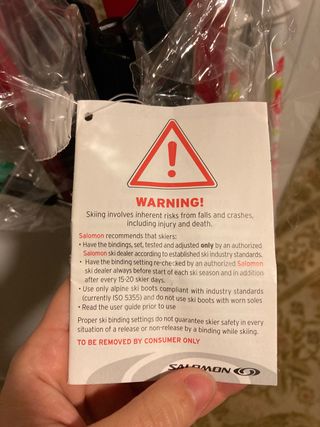 WARNING!
Skiing involves inherent risks from falls and crashes,
including injury and death.
Salomon recommends that skiers:
• Have the bindings, set, tested and adjusted only by an authorized
Salomon ski dealer according to established ski industry standards.
• Have the binding setting re-checked by an authorized Salomon
ski dealer always before start of each ski season and in addition
after every 15-20 skier days.
• Use only alpine ski boots compliant with industry standards
(currently ISO 5355) and do not use ski boots with worn soles
• Read the user guide prior to use
Proper ski binding settings do not guarantee skier safety in every
situation of a release or non-release by a binding while skiing.
TO BE REMOVED BY CONSUMER ONLY
SALOMON